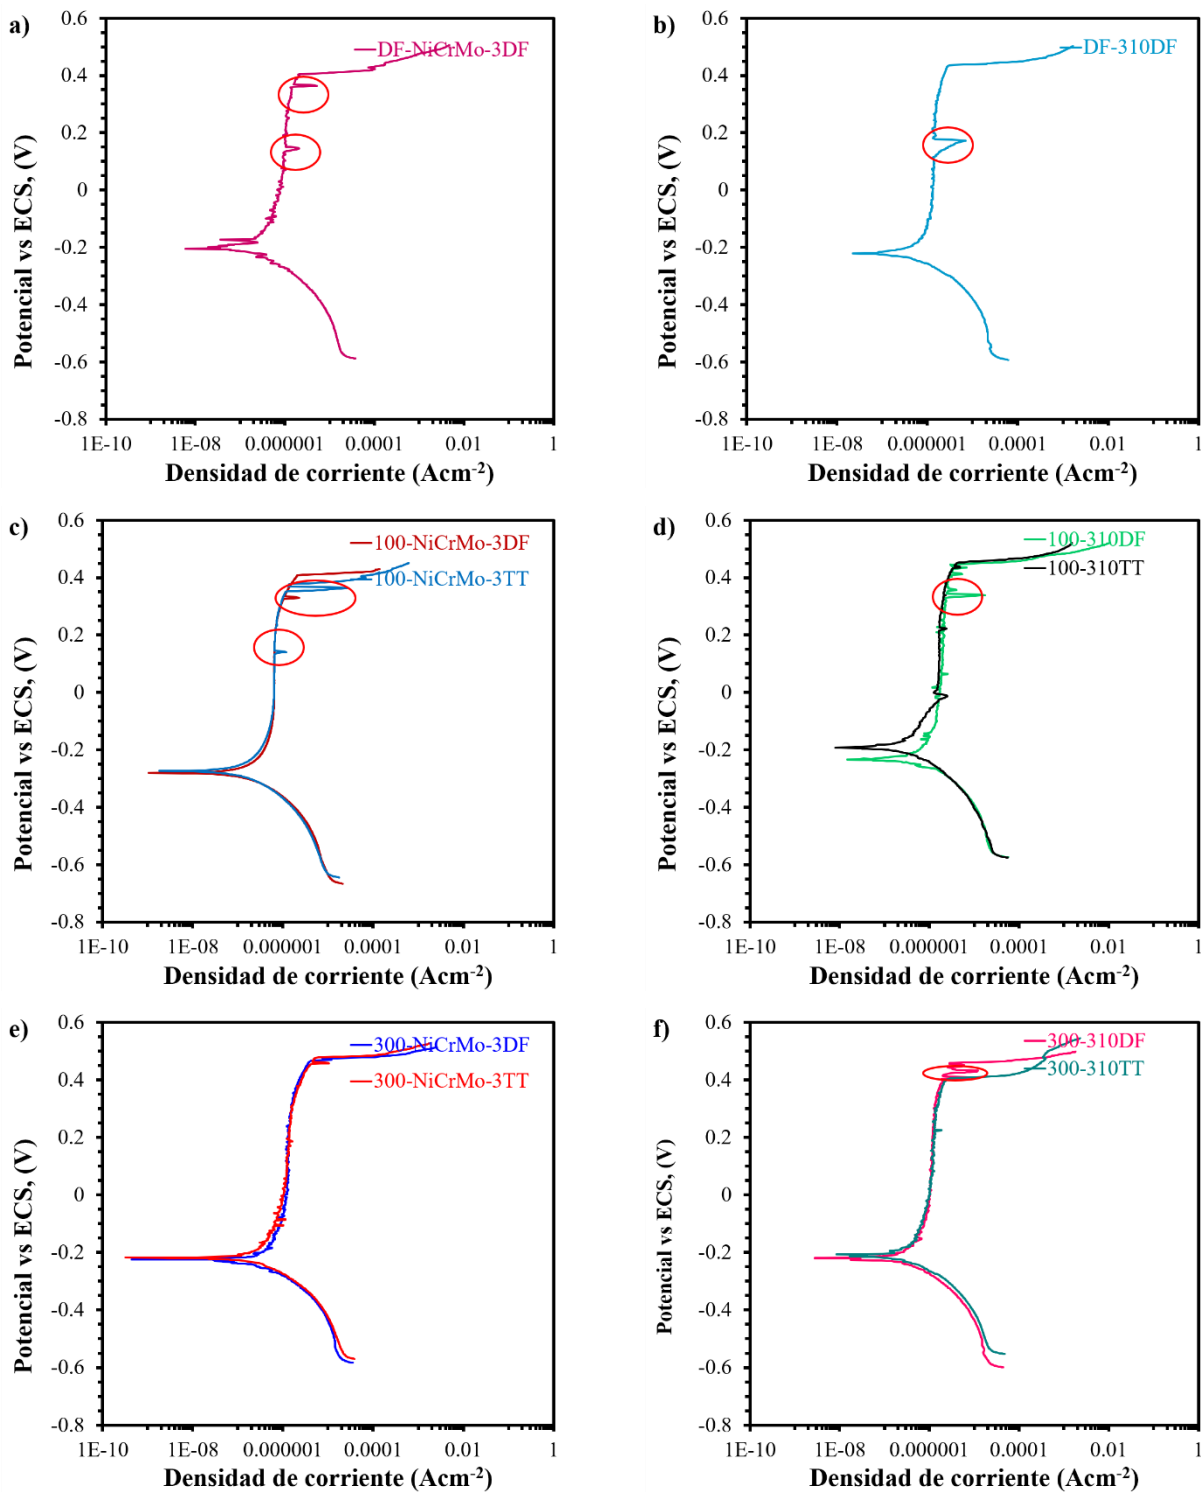 a)
0.6
0.4
0.2
0
-0.2
-0.4
-0.6
-0.8
Potencial vs ECS, (V)
DF-NiCrMo-3DF
1E-10 1E-08 0.000001 0.0001 0.01 1
Densidad de corriente (Acm-2)
b)
0.6
0.4
0.2
0
-0.2
-0.4
-0.6
-0.8
Potencial vs ECS, (V)
DF-310DF
1E-10 1E-08 0.000001 0.0001 0.01 1
Densidad de corriente (Acm-2)
c)
0.6
0.4
0.2
0
-0.2
-0.4
-0.6
-0.8
Potencial vs ECS, (V)
100-NiCrMo-3DF
100-NiCrMo-3TT
1E-10 1E-08 0.000001 0.0001 0.01 1
Densidad de corriente (Acm-2)
d)
0.6
0.4
0.2
0
-0.2
-0.4
-0.6
-0.8
Potencial vs ECS, (V)
100-310DF
100-310TT
1E-10 1E-08 0.000001 0.0001 0.01 1
Densidad de corriente (Acm-2)
e)
0.6
0.4
0.2
0
-0.2
-0.4
-0.6
-0.8
Potencial vs ECS, (V)
300-NiCrMo-3DF
300-NiCrMo-3TT
1E-10 1E-08 0.000001 0.0001 0.01 1
Densidad de corriente (Acm-2)
f)
0.6
0.4
0.2
0
-0.2
-0.4
-0.6
-0.8
Potencial vs ECS, (V)
300-310DF
300-310TT
1E-10 1E-08 0.000001 0.0001 0.01 1
Densidad de corriente (Acm-2)